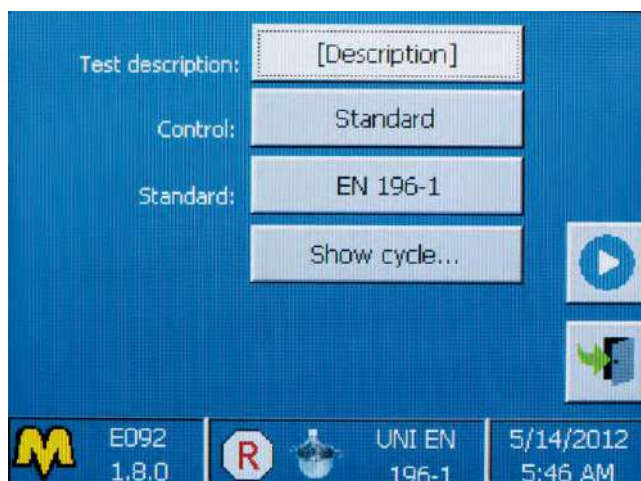 Test description: [Description]
Control: Standard
Standard: EN 196-1
Show cycle...
E092
1.8.0
R
UNI EN
196-1
5/14/2012
5:46 AM